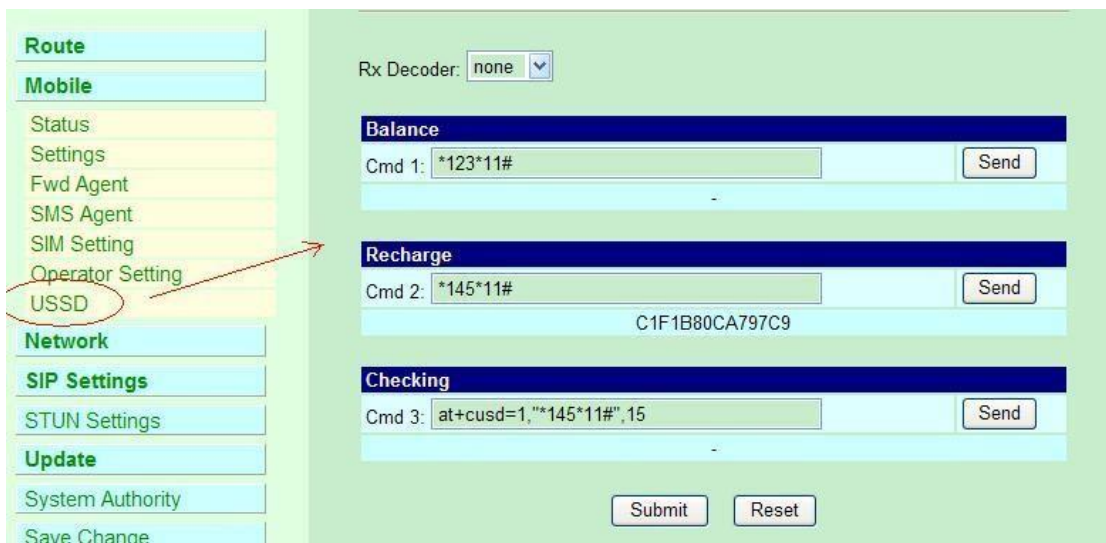 Route
Mobile
Status
Settings
Fwd Agent
SMS Agent
SIM Setting
Operator Setting
USSD
Network
SIP Settings
STUN Settings
Update
System Authority
Save Change
Rx Decoder: none
Balance
Cmd 1: *123*11# Send
-
Recharge
Cmd 2: *145*11# Send
C1F1B80CA797C9
Checking
Cmd 3: at+cusd=1,"*145*11#",15 Send
-
Submit Reset